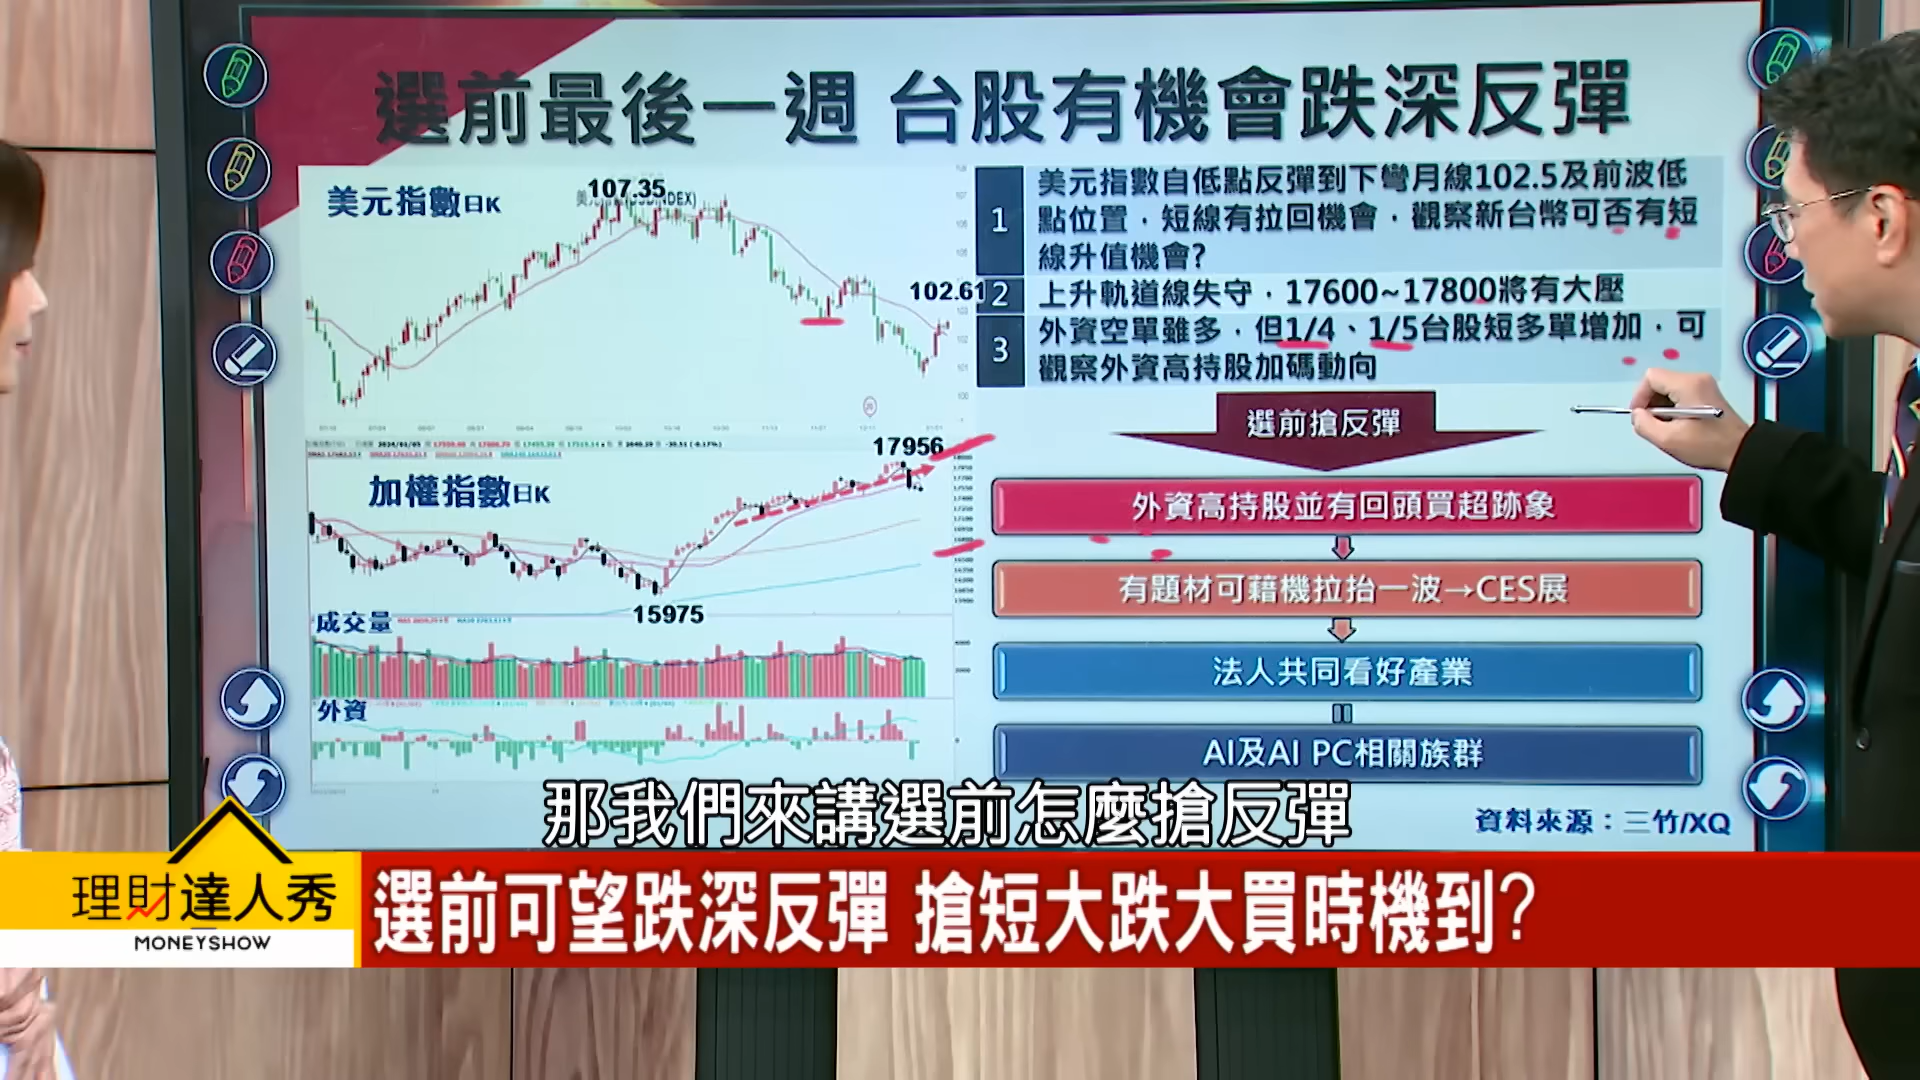 選前最後一週 台股有機會跌深反彈
美元指數日K
107.35
102.61
1
美元指數自低點反彈到下彎月線102.5及前波低
點位置，短線有拉回機會，觀察新台幣可否有短
線升值機會?
2
上升軌道線失守，17600~17800將有大壓
3
外資空單雖多，但1/4、1/5台股短多單增加，可
觀察外資高持股加碼動向
選前搶反彈
加權指數日K
17956
15975
成交量
外資
外資高持股並有回頭買超跡象
有題材可藉機拉抬一波→CES展
法人共同看好產業
AI及AI PC相關族群
資料來源：三竹/XQ
那我們來講選前怎麼搶反彈
理財達人秀
MONEYSHOW
選前可望跌深反彈 搶短大跌大買時機到?